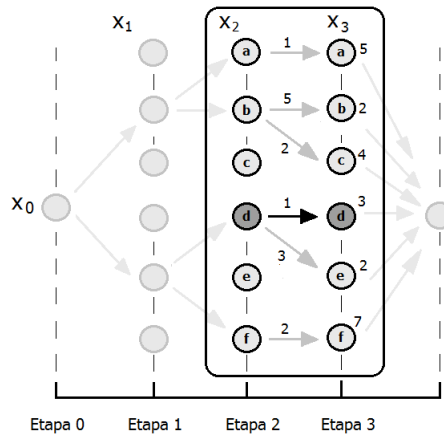 x1 x2 x3
a 1 a 5
b 5 b 2
c 2 c 4
x0
d 1 d 3
e 3 e 2
f 2 f 7
Etapa 0 Etapa 1 Etapa 2 Etapa 3